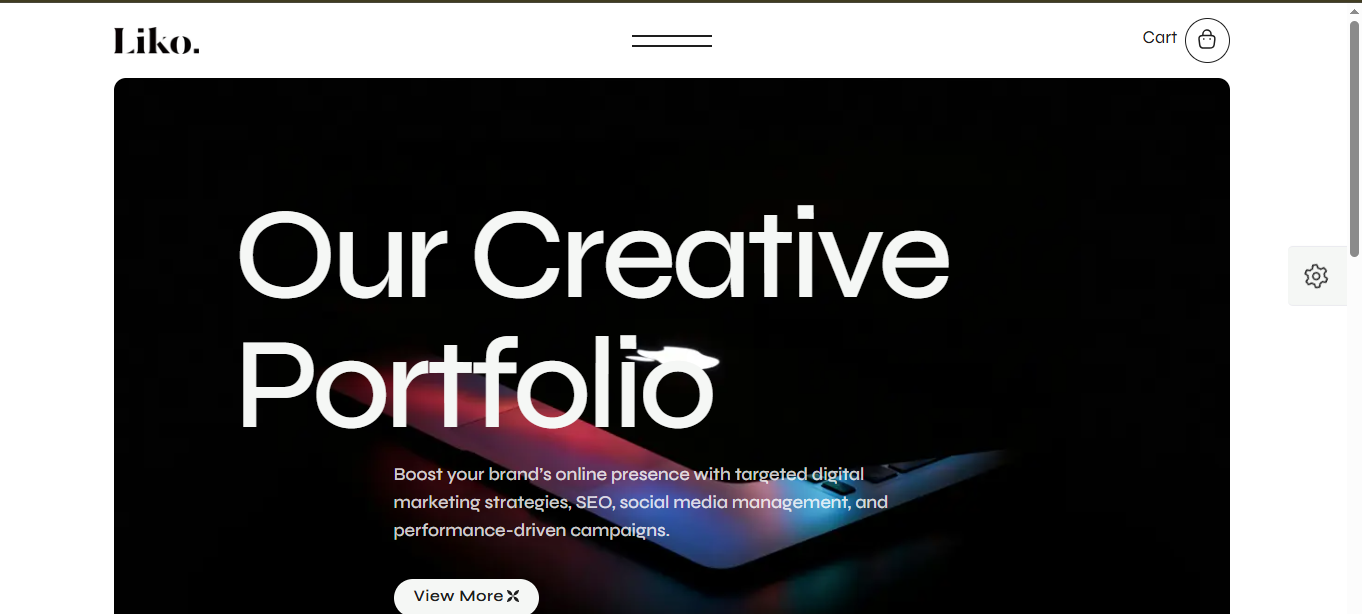 Liko.
Cart
Our Creative
Portfolio
Boost your brand’s online presence with targeted digital
marketing strategies, SEO, social media management, and
performance-driven campaigns.
View More